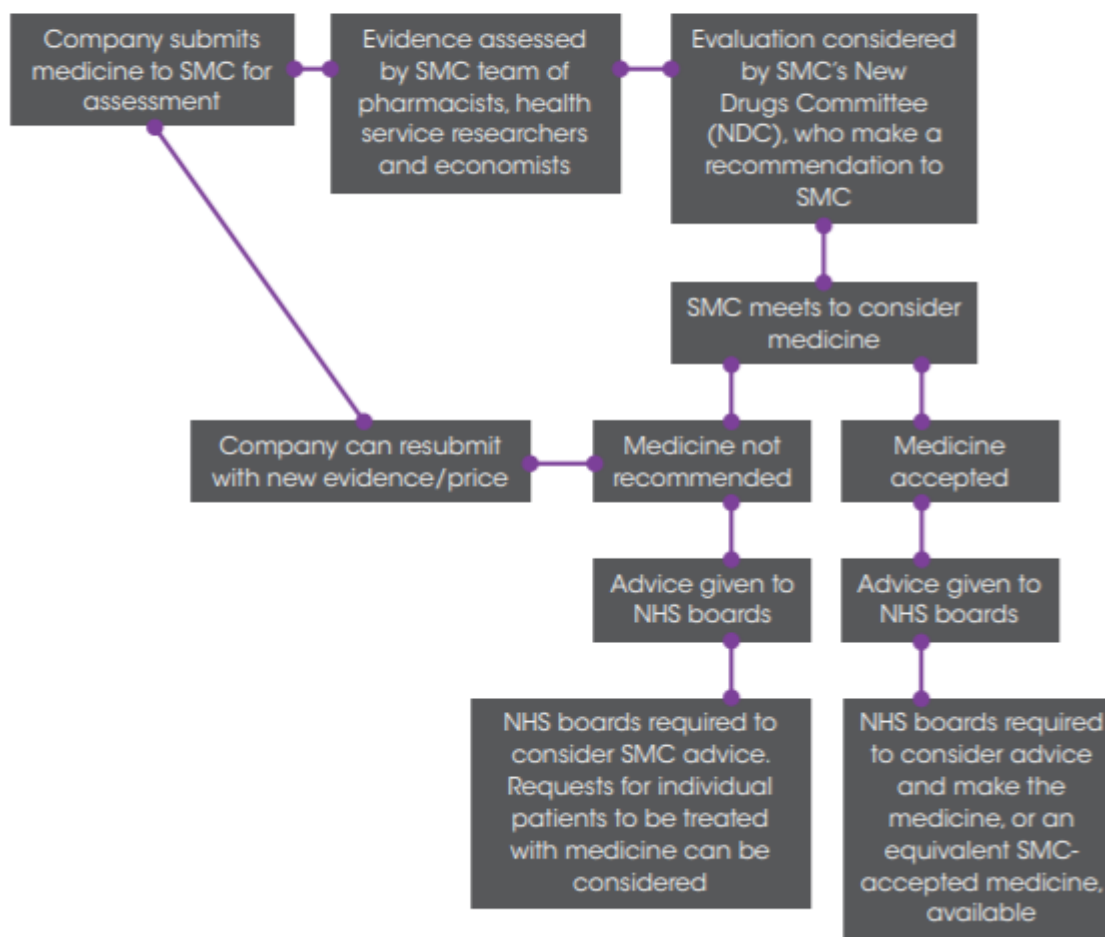 Company submits
medicine to SMC for
assessment
Evidence assessed
by SMC team of
pharmacists, health
service researchers
and economists
Evaluation considered
by SMC´s New
Drugs Committee
(NDC), who make a
recommendation to
SMC
SMC meets to consider
medicine
Company can resubmit
with new evidence/price
Medicine not
recommended
Medicine
accepted
Advice given to
NHS boards
Advice given to
NHS boards
NHS boards required to
consider SMC advice.
Requests for individual
patients to be treated
with medicine can be
considered
NHS boards required
to consider advice
and make the
medicine, or an
equivalent SMC-
accepted medicine,
available